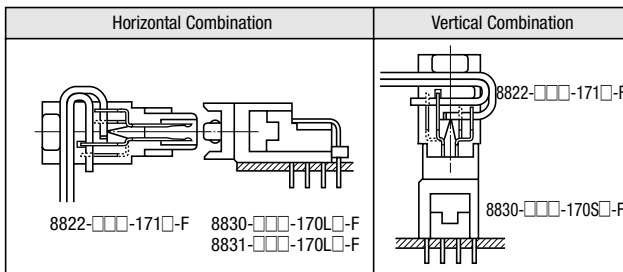 Horizontal Combination
Vertical Combination
8822-□□□-171□-F
8830-□□□-170L□-F
8831-□□□-170L□-F
8822-□□□-171□-F
8830-□□□-170S□-F